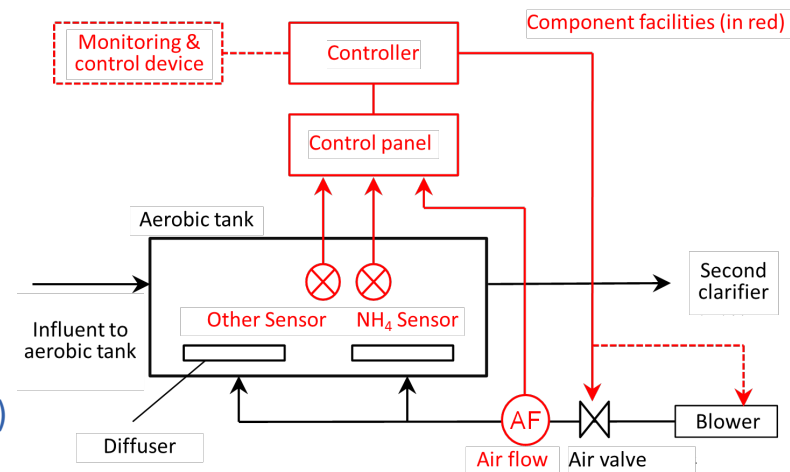 Component facilities (in red)
Monitoring &
control device
Controller
Control panel
Aerobic tank
Second
clarifier
Other Sensor
NH₄ Sensor
Influent to
aerobic tank
)
AF
Blower
Diffuser
Air flow
Air valve